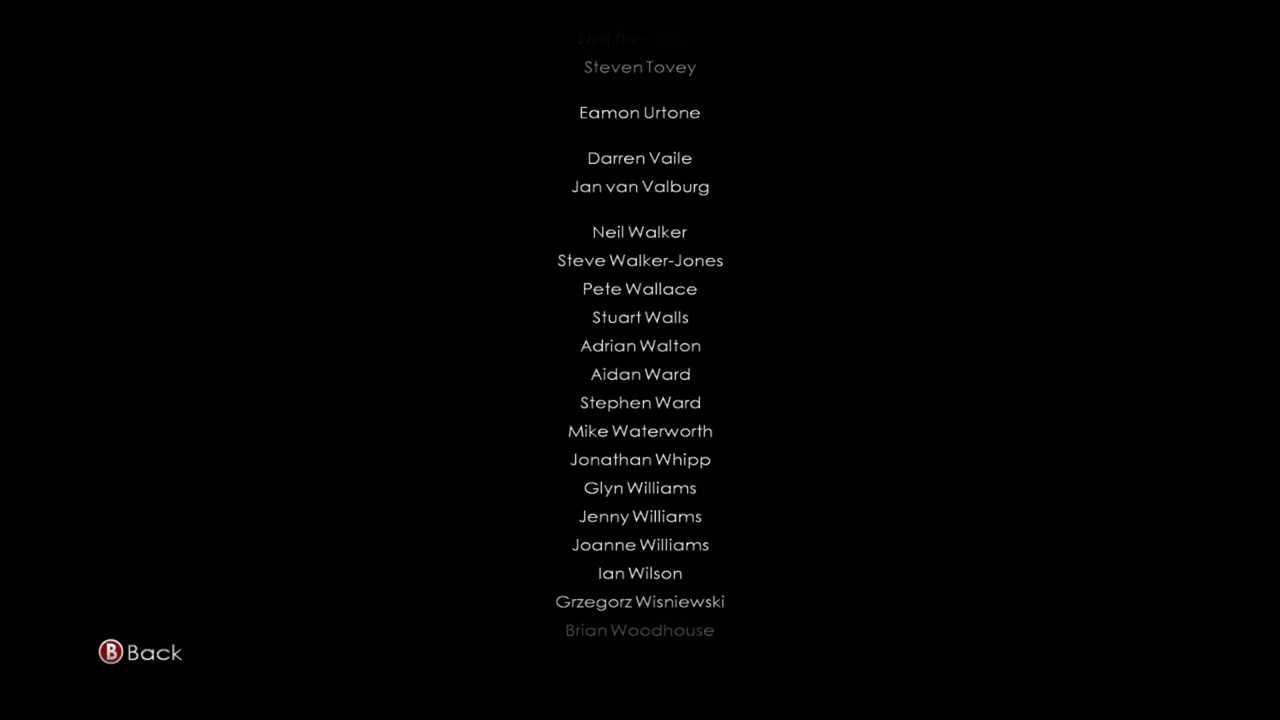 Steven Tovey
Eamon Urtone
Darren Vaile
Jan van Valburg
Neil Walker
Steve Walker-Jones
Pete Wallace
Stuart Walls
Adrian Walton
Aidan Ward
Stephen Ward
Mike Waterworth
Jonathan Whipp
Glyn Williams
Jenny Williams
Joanne Williams
Ian Wilson
Grzegorz Wisniewski
Brian Woodhouse
B Back